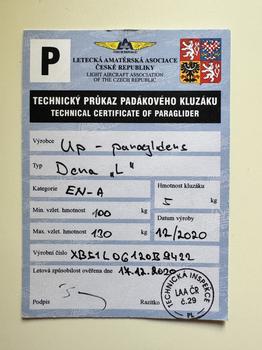 P
LETECKÁ AMATÉRSKÁ ASOCIACE
ČESKÉ REPUBLIKY
LIGHT AIRCRAFT ASSOCIATION
OF THE CZECH REPUBLIC
TECHNICKÝ PRŮKAZ PADÁKOVÉHO KLUZÁKU
TECHNICAL CERTIFICATE OF PARAGLIDER
Výrobce Up - paragliders
Typ Dena „L"
Kategorie EN-A
Hmotnost kluzáku
5 kg
Min. vzlet. hmotnost 100 kg
Datum výroby
Max. vzlet. hmotnost 130 kg
12/2020
Výrobní číslo
Letová způsobilost ověřena dne 17.12.2020
Podpis
Razítko
TECHNICKÁ INSPEKCE
LAA ČR
č.29
PL